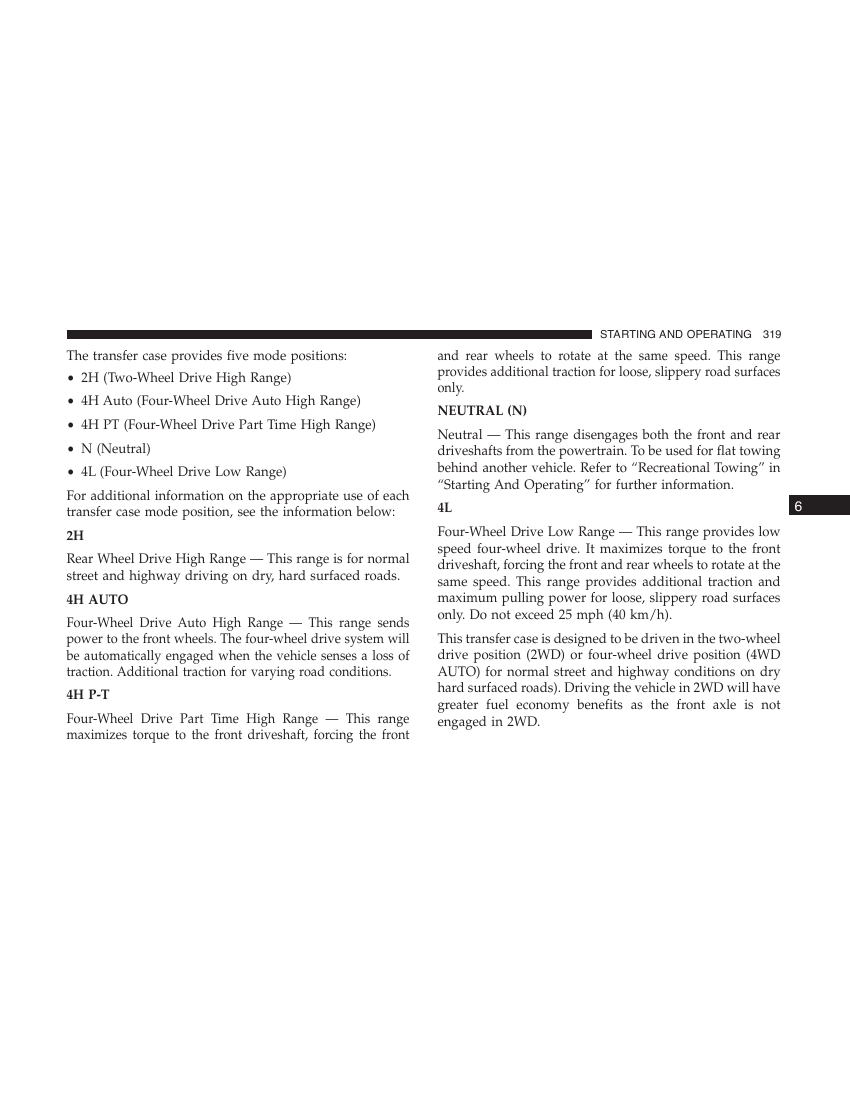 STARTING AND OPERATING 319
The transfer case provides five mode positions:
• 2H (Two-Wheel Drive High Range)
• 4H Auto (Four-Wheel Drive Auto High Range)
• 4H PT (Four-Wheel Drive Part Time High Range)
• N (Neutral)
• 4L (Four-Wheel Drive Low Range)
For additional information on the appropriate use of each
transfer case mode position, see the information below:
2H
Rear Wheel Drive High Range — This range is for normal
street and highway driving on dry, hard surfaced roads.
4H AUTO
Four-Wheel Drive Auto High Range — This range sends
power to the front wheels. The four-wheel drive system will
be automatically engaged when the vehicle senses a loss of
traction. Additional traction for varying road conditions.
4H P-T
Four-Wheel Drive Part Time High Range — This range
maximizes torque to the front driveshaft, forcing the front
and rear wheels to rotate at the same speed. This range
provides additional traction for loose, slippery road surfaces
only.
NEUTRAL (N)
Neutral — This range disengages both the front and rear
driveshafts from the powertrain. To be used for flat towing
behind another vehicle. Refer to “Recreational Towing” in
“Starting And Operating” for further information.
4L
Four-Wheel Drive Low Range — This range provides low
speed four-wheel drive. It maximizes torque to the front
driveshaft, forcing the front and rear wheels to rotate at the
same speed. This range provides additional traction and
maximum pulling power for loose, slippery road surfaces
only. Do not exceed 25 mph (40 km/h).
This transfer case is designed to be driven in the two-wheel
drive position (2WD) or four-wheel drive position (4WD
AUTO) for normal street and highway conditions on dry
hard surfaced roads). Driving the vehicle in 2WD will have
greater fuel economy benefits as the front axle is not
engaged in 2WD.
6